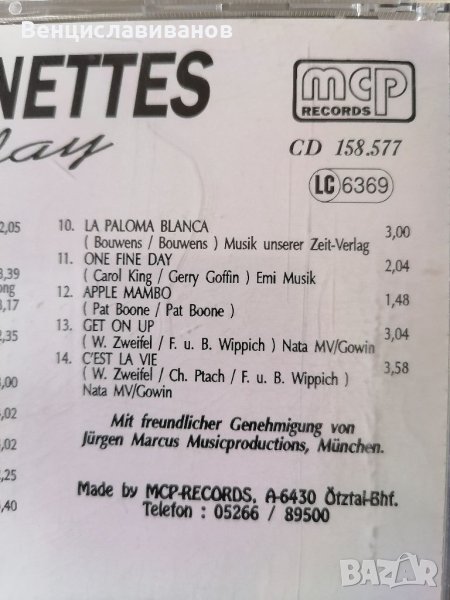 Венциславиванов
NETTES
mcp
RECORDS
CD 158.577
LC 6369
2,05
10. LA PALOMA BLANCA 3,00
( Bouwens / Bouwens ) Musik unserer Zeit-Verlag
11. ONE FINE DAY 2,04
3,39
( Carol King / Gerry Goffin ) Emi Musik
ong
12. APPLE MAMBO 1,48
3,17
( Pat Boone / Pat Boone )
13. GET ON UP 3,04
2,35
( W. Zweifel / F. u. B. Wippich ) Nata MV/Gowin
14. C'EST LA VIE 3,58
( W. Zweifel / Ch. Ptach / F. u. B. Wippich )
3,00
Nata MV/Gowin
,02
Mit freundlicher Genehmigung von
,02
Jürgen Marcus Musicproductions, München.
,25
Made by MCP-RECORDS, A-6430 Ötztal-Bhf.
,40
Telefon : 05266 / 89500
BAZAR
bg